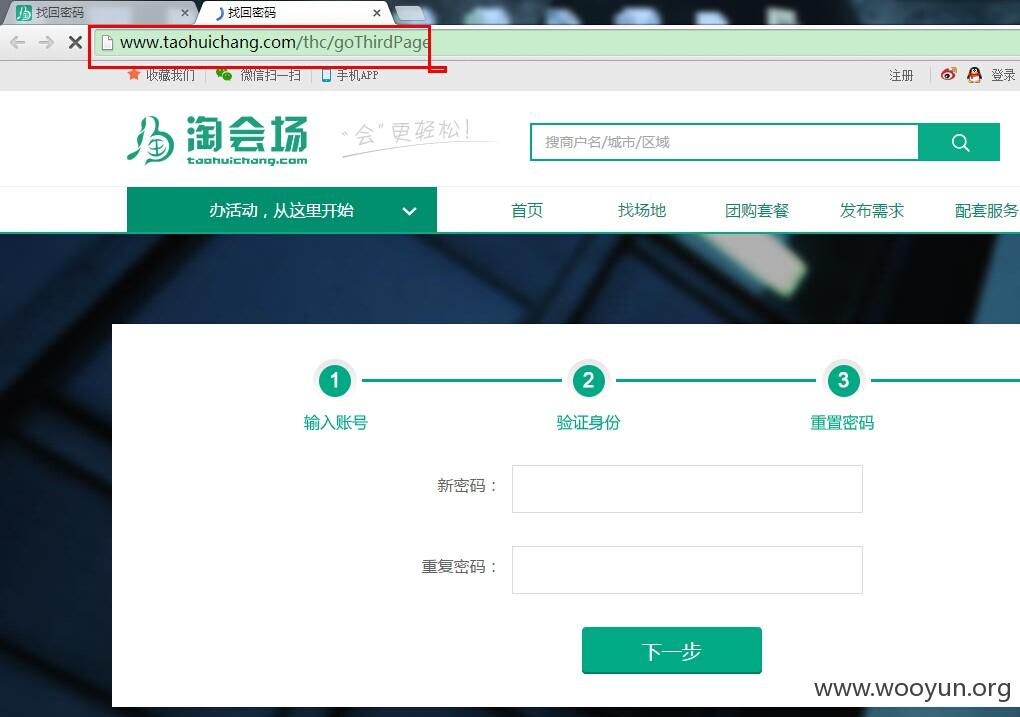 找回密码
找回密码
www.taohuichang.com/thc/goThirdPage
收藏我们 微信扫一扫 手机APP 注册 登录
淘会场
taohuichang.com
“会”更轻松！
搜商户名/城市/区域
办活动，从这里开始 首页 找场地 团购套餐 发布需求 配套服务
1 2 3
输入账号 验证身份 重置密码
新密码：
重复密码：
下一步
www.wooyun.org